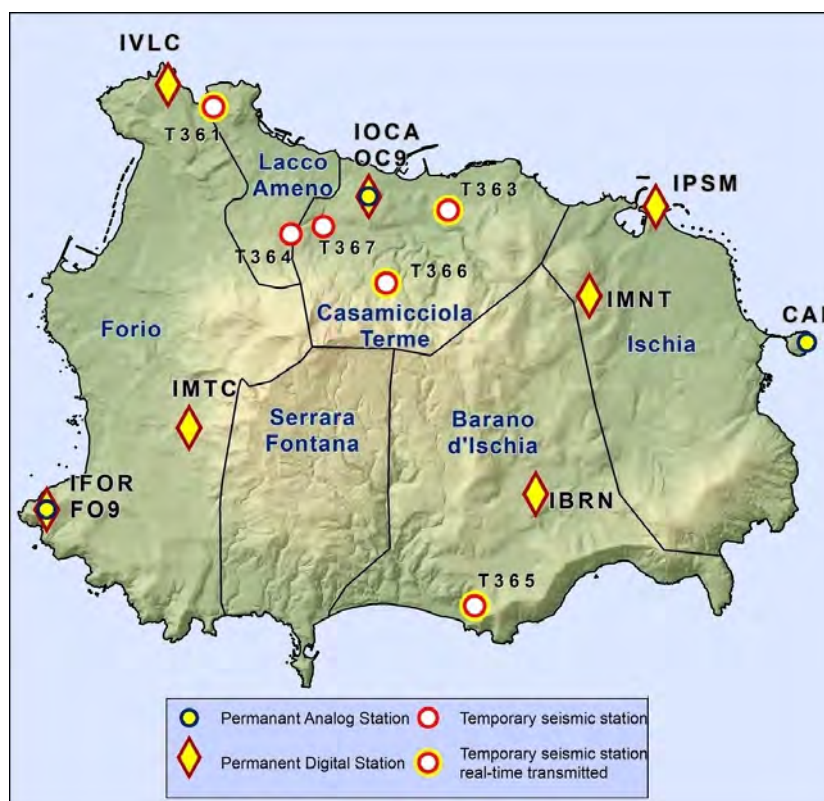 IVLC
T361
IOCA
OC9
Lacco
Ameno
T363
IPSM
T364
T367
T366
IMNT
CAI
Casamicciola
Terme
Forio
Ischia
IMTC
Serrara
Fontana
Barano
d'Ischia
IFOR
FO9
IBRN
T365
Permanant Analog Station
Temporary seismic station
Permanent Digital Station
Temporary seismic station
real-time transmitted